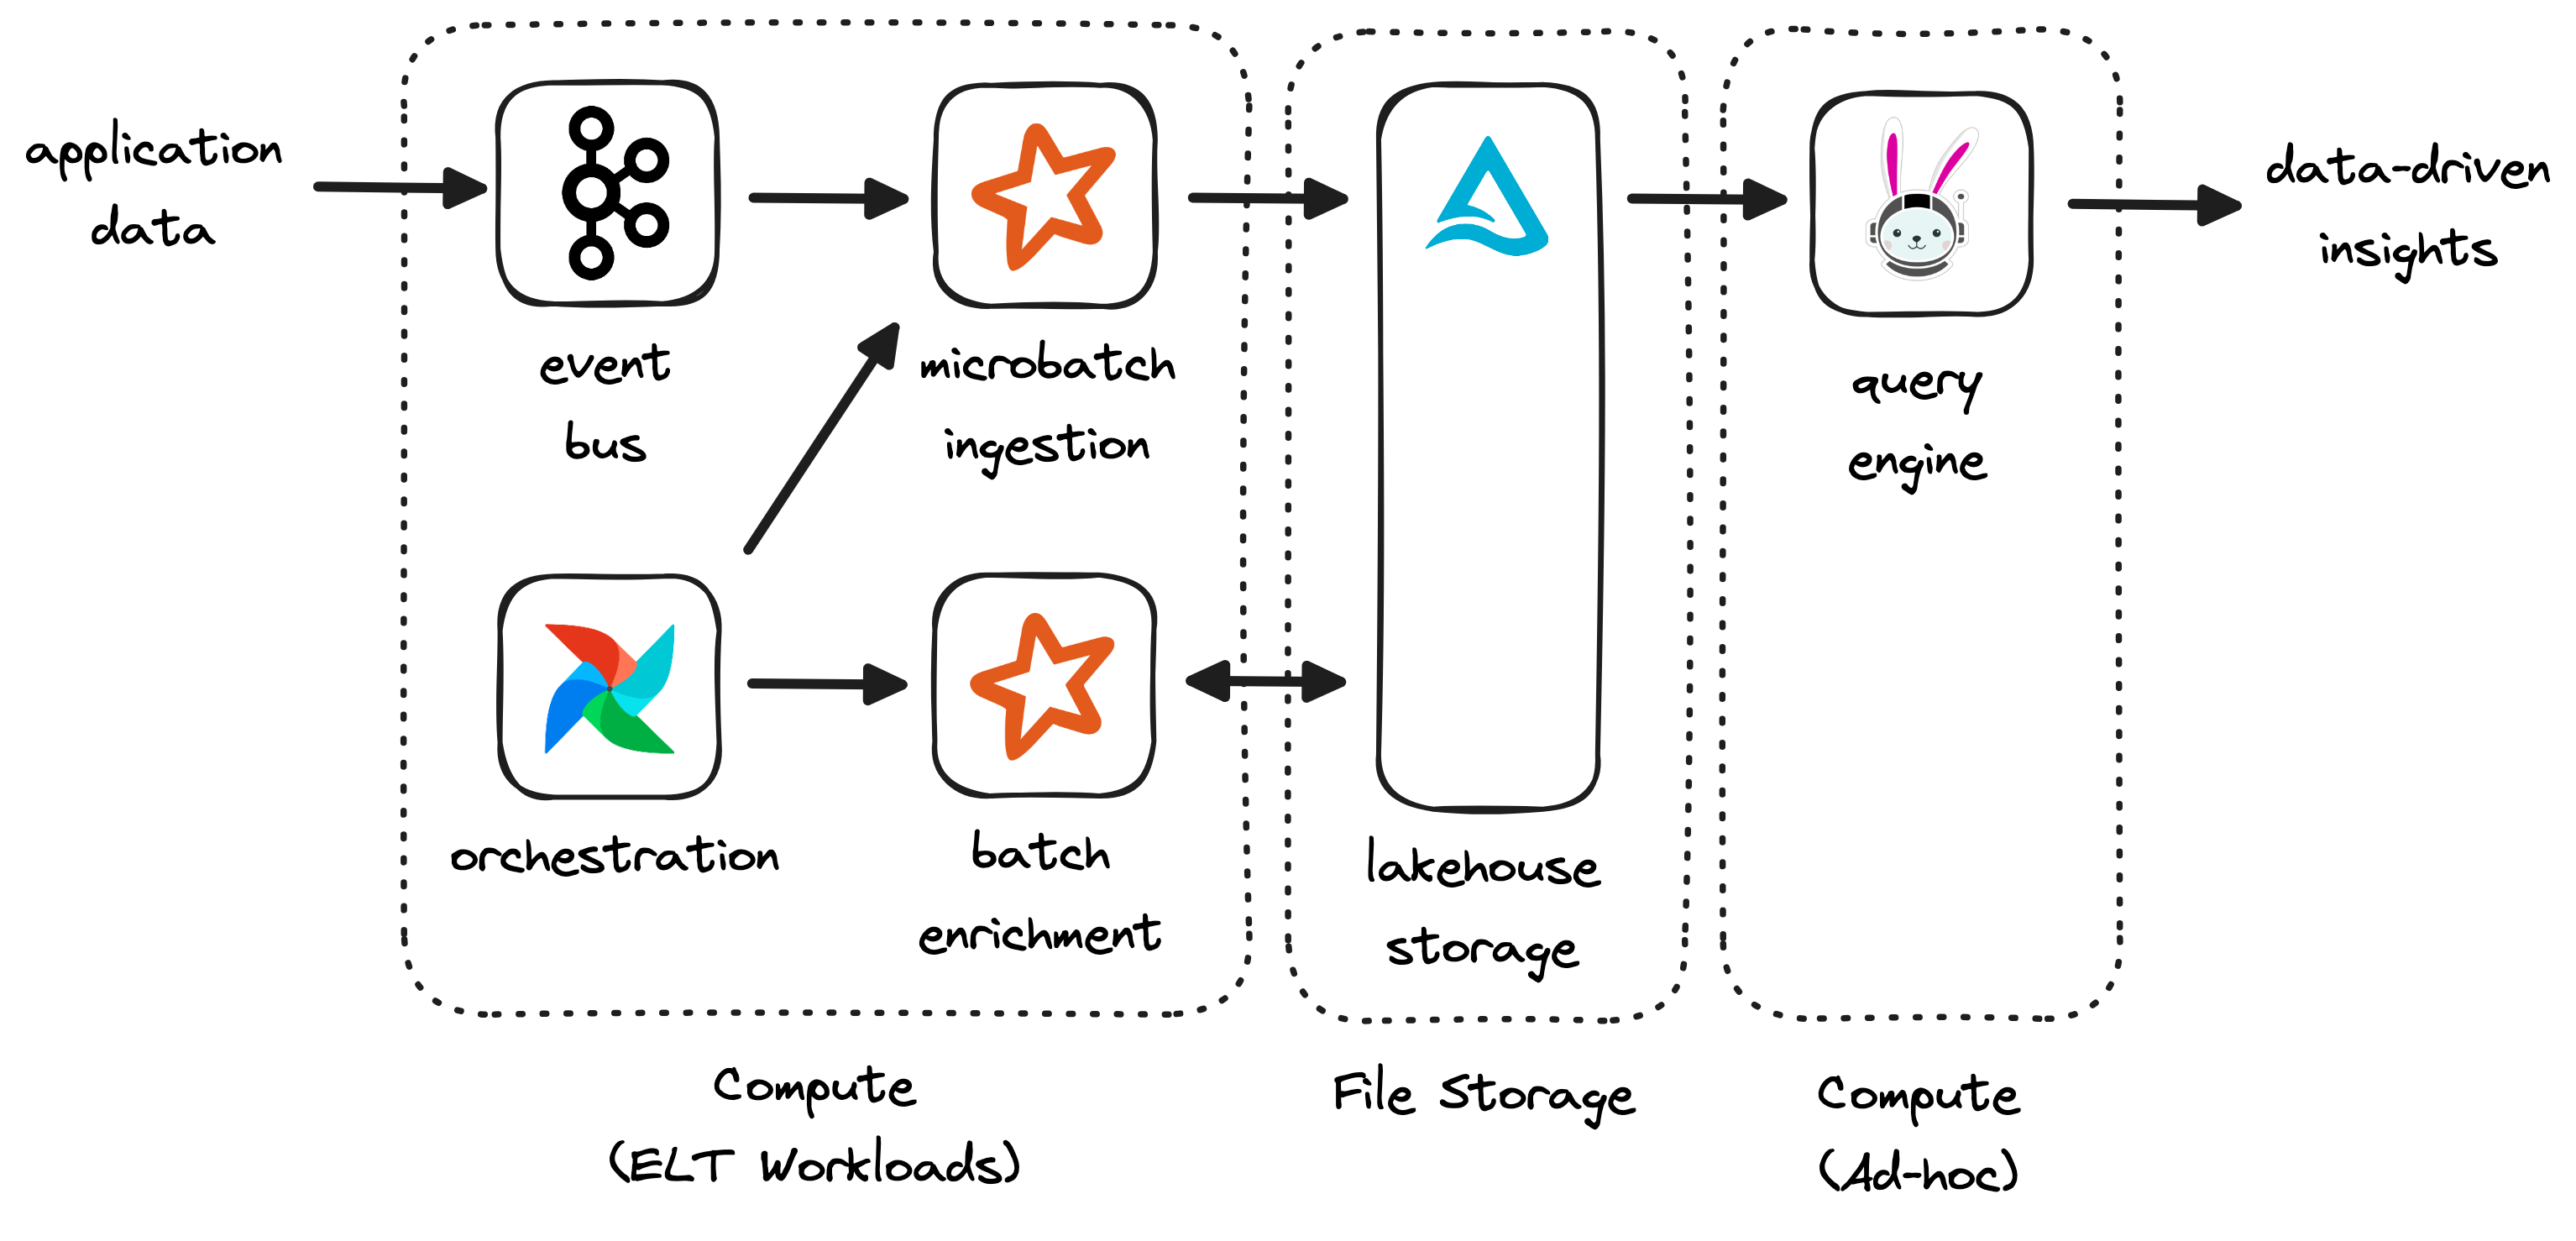 application
data
event
bus
microbatch
ingestion
orchestration
batch
enrichment
lakehouse
storage
query
engine
data-driven
insights
Compute
(ELT Workloads)
File Storage
Compute
(Ad-hoc)